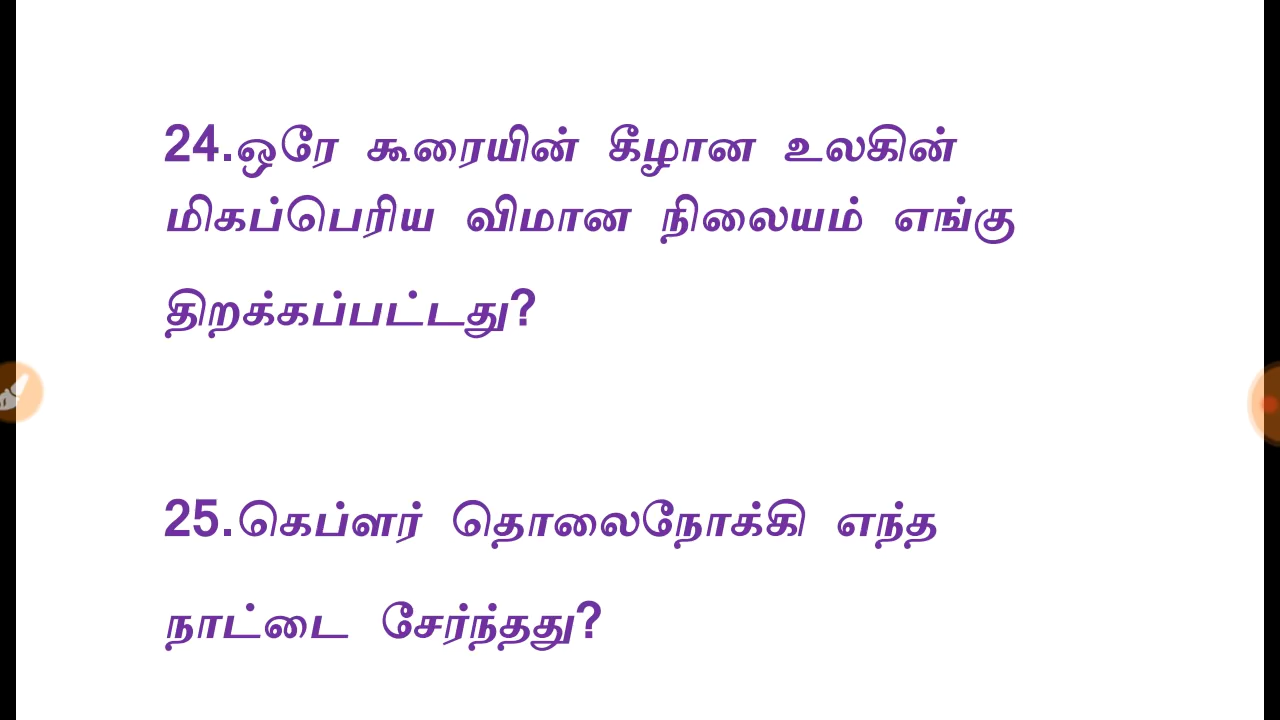 24.ஒரே கூரையின் கீழான உலகின்
மிகப்பெரிய விமான நிலையம் எங்கு
திறக்கப்பட்டது?
25.கெப்ளர் தொலைநோக்கி எந்த
நாட்டை சேர்ந்தது?